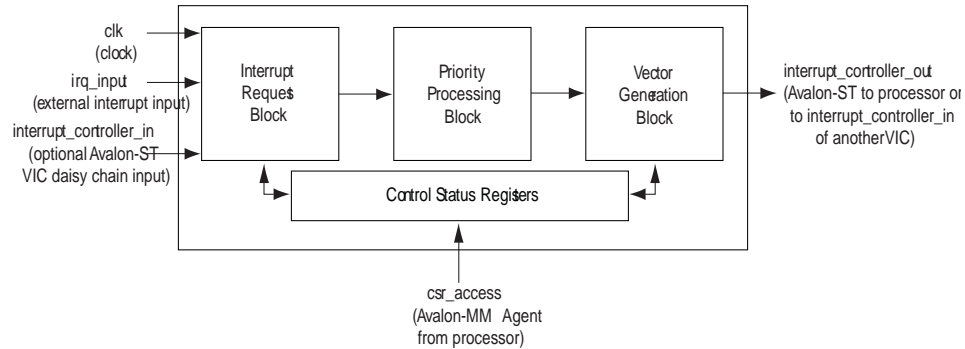 clk
(clock)
irq_input
(external interrupt input)
interrupt_controller_in
(optional Avalon-ST
VIC daisy chain input)
Interrupt
Request
Block
Priority
Processing
Block
Vector
Generation
Block
interrupt_controller_out
(Avalon-ST to processor or
to interrupt_controller_in
of another VIC)
Control Status Registers
csr_access
(Avalon-MM Agent
from processor)